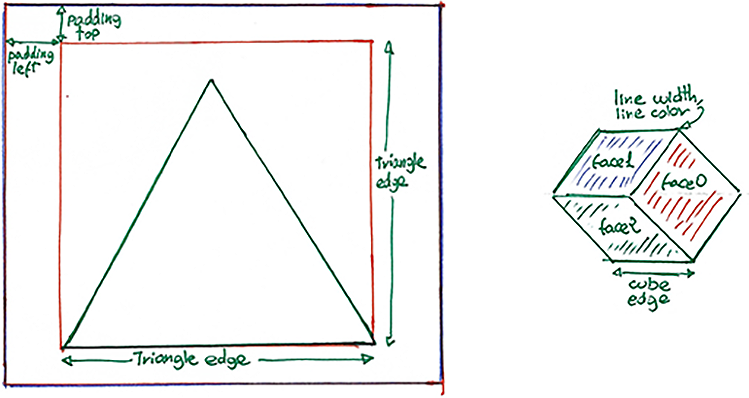 padding
top
padding
left
Triangle
edge
Triangle edge
line width,
line color
face1
face0
face2
cube
edge